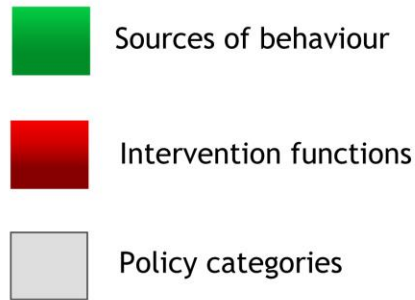 Sources of behaviour
Intervention functions
Policy categories